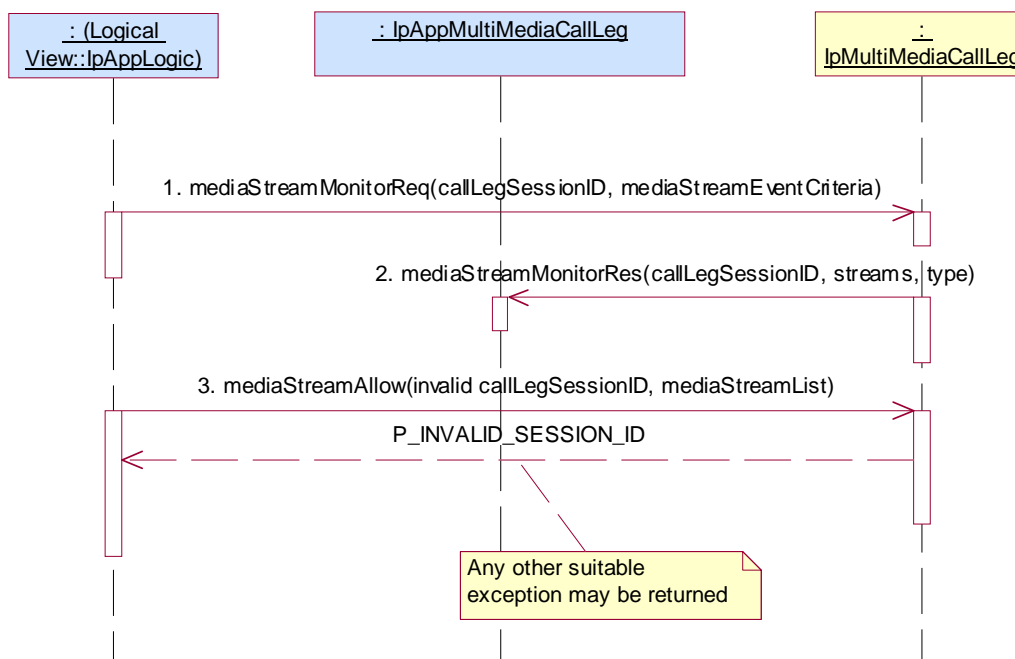 : (Logical
View::IpAppLogic)
: IpAppMultiMediaCallLeg
:
IpMultiMediaCallLeg
1. mediaStreamMonitorReq(callLegSessionID, mediaStreamEventCriteria)
2. mediaStreamMonitorRes(callLegSessionID, streams, type)
3. mediaStreamAllow(invalid callLegSessionID, mediaStreamList)
P_INVALID_SESSION_ID
Any other suitable
exception may be returned